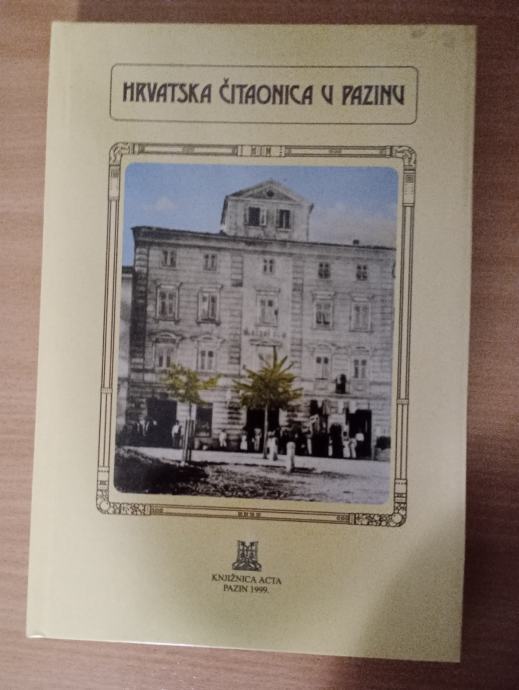 HRVATSKA ČITAONICA U PAZINU
KNJIŽNICA ACTA
PAZIN 1999.